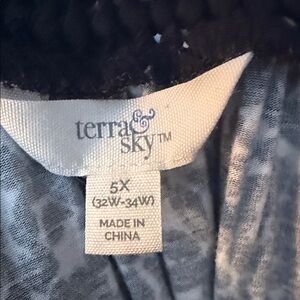 terra&
sky™
5X
(32W-34W)
MADE IN
CHINA